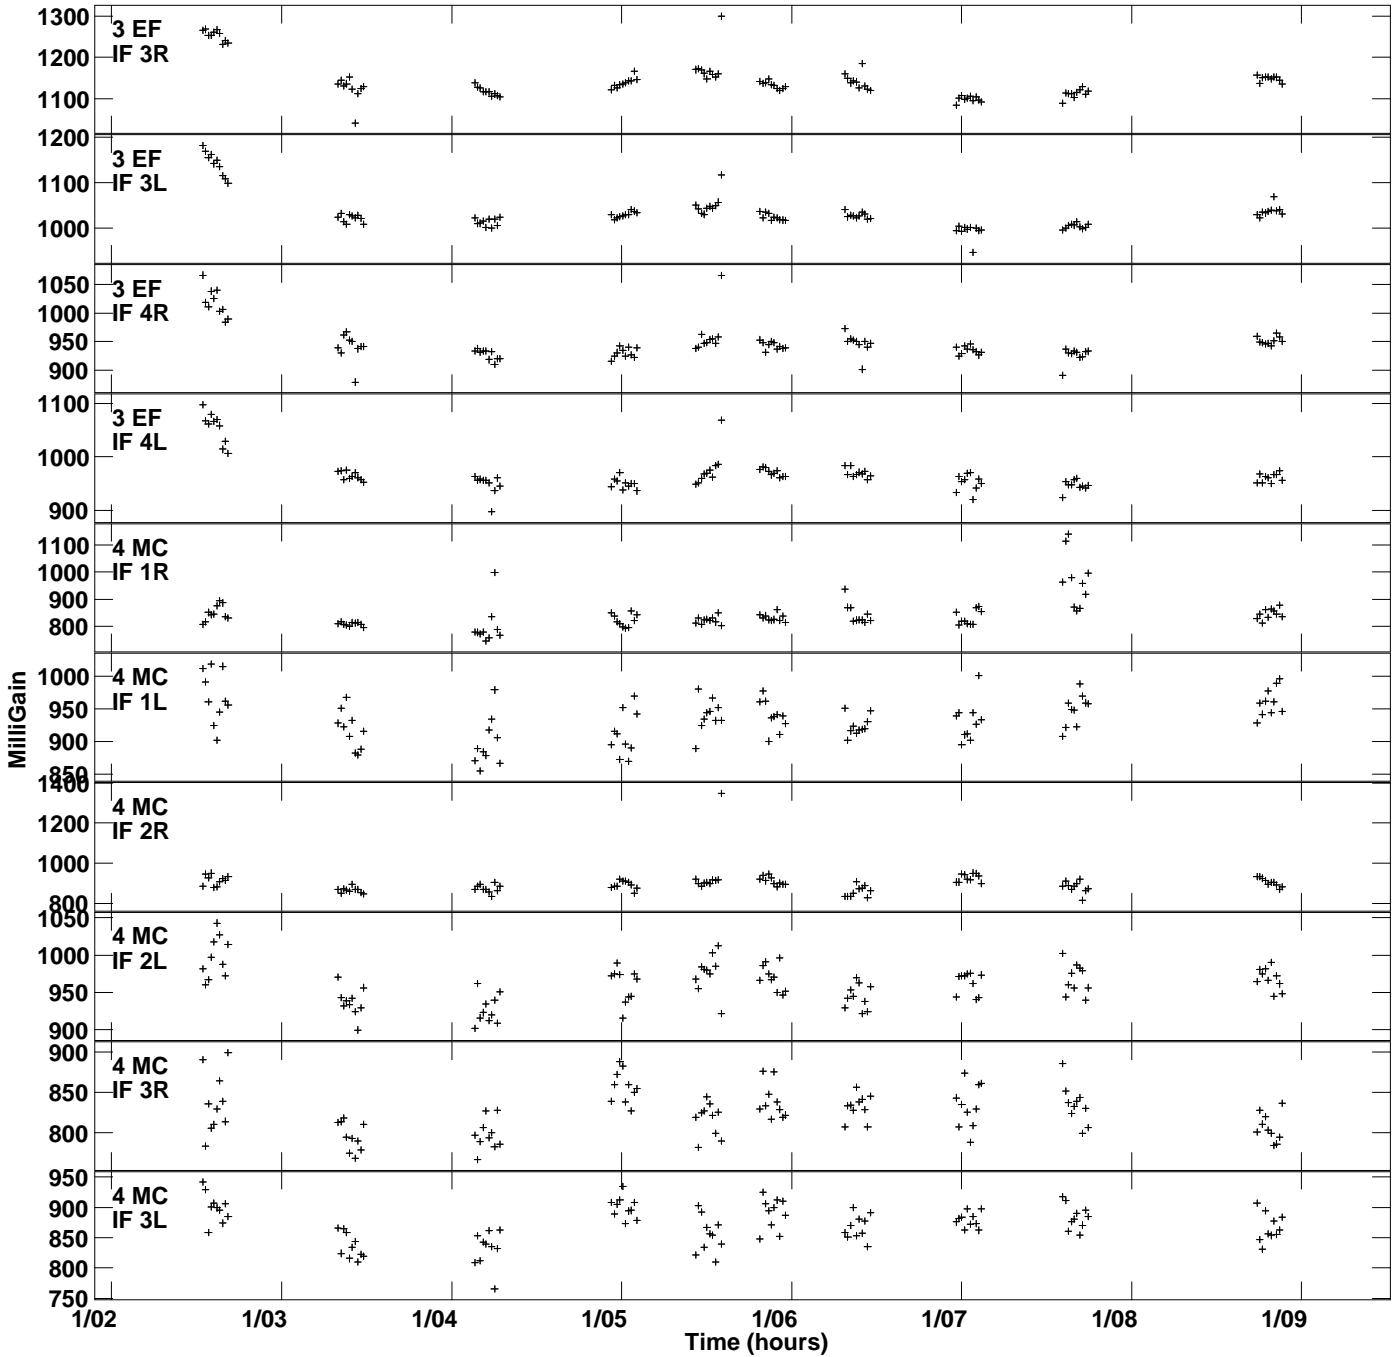 1300
1200
1100
3 EF
IF 3R
1200
1100
1000
3 EF
IF 3L
1050
1000
950
900
3 EF
IF 4R
1100
1000
900
3 EF
IF 4L
1100
1000
900
800
4 MC
IF 1R
1000
950
900
850
4 MC
IF 1L
1400
1200
1000
800
4 MC
IF 2R
1050
1000
950
900
4 MC
IF 2L
900
850
800
4 MC
IF 3R
950
900
850
800
750
4 MC
IF 3L
MilliGain
1/02 1/03 1/04 1/05 1/06 1/07 1/08 1/09
Time (hours)